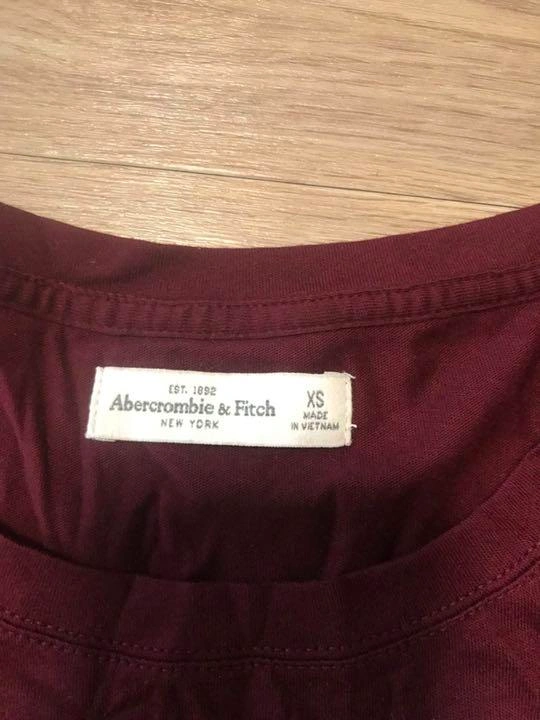 EST. 1892
Abercrombie & Fitch
NEW YORK
XS
MADE
IN VIETNAM